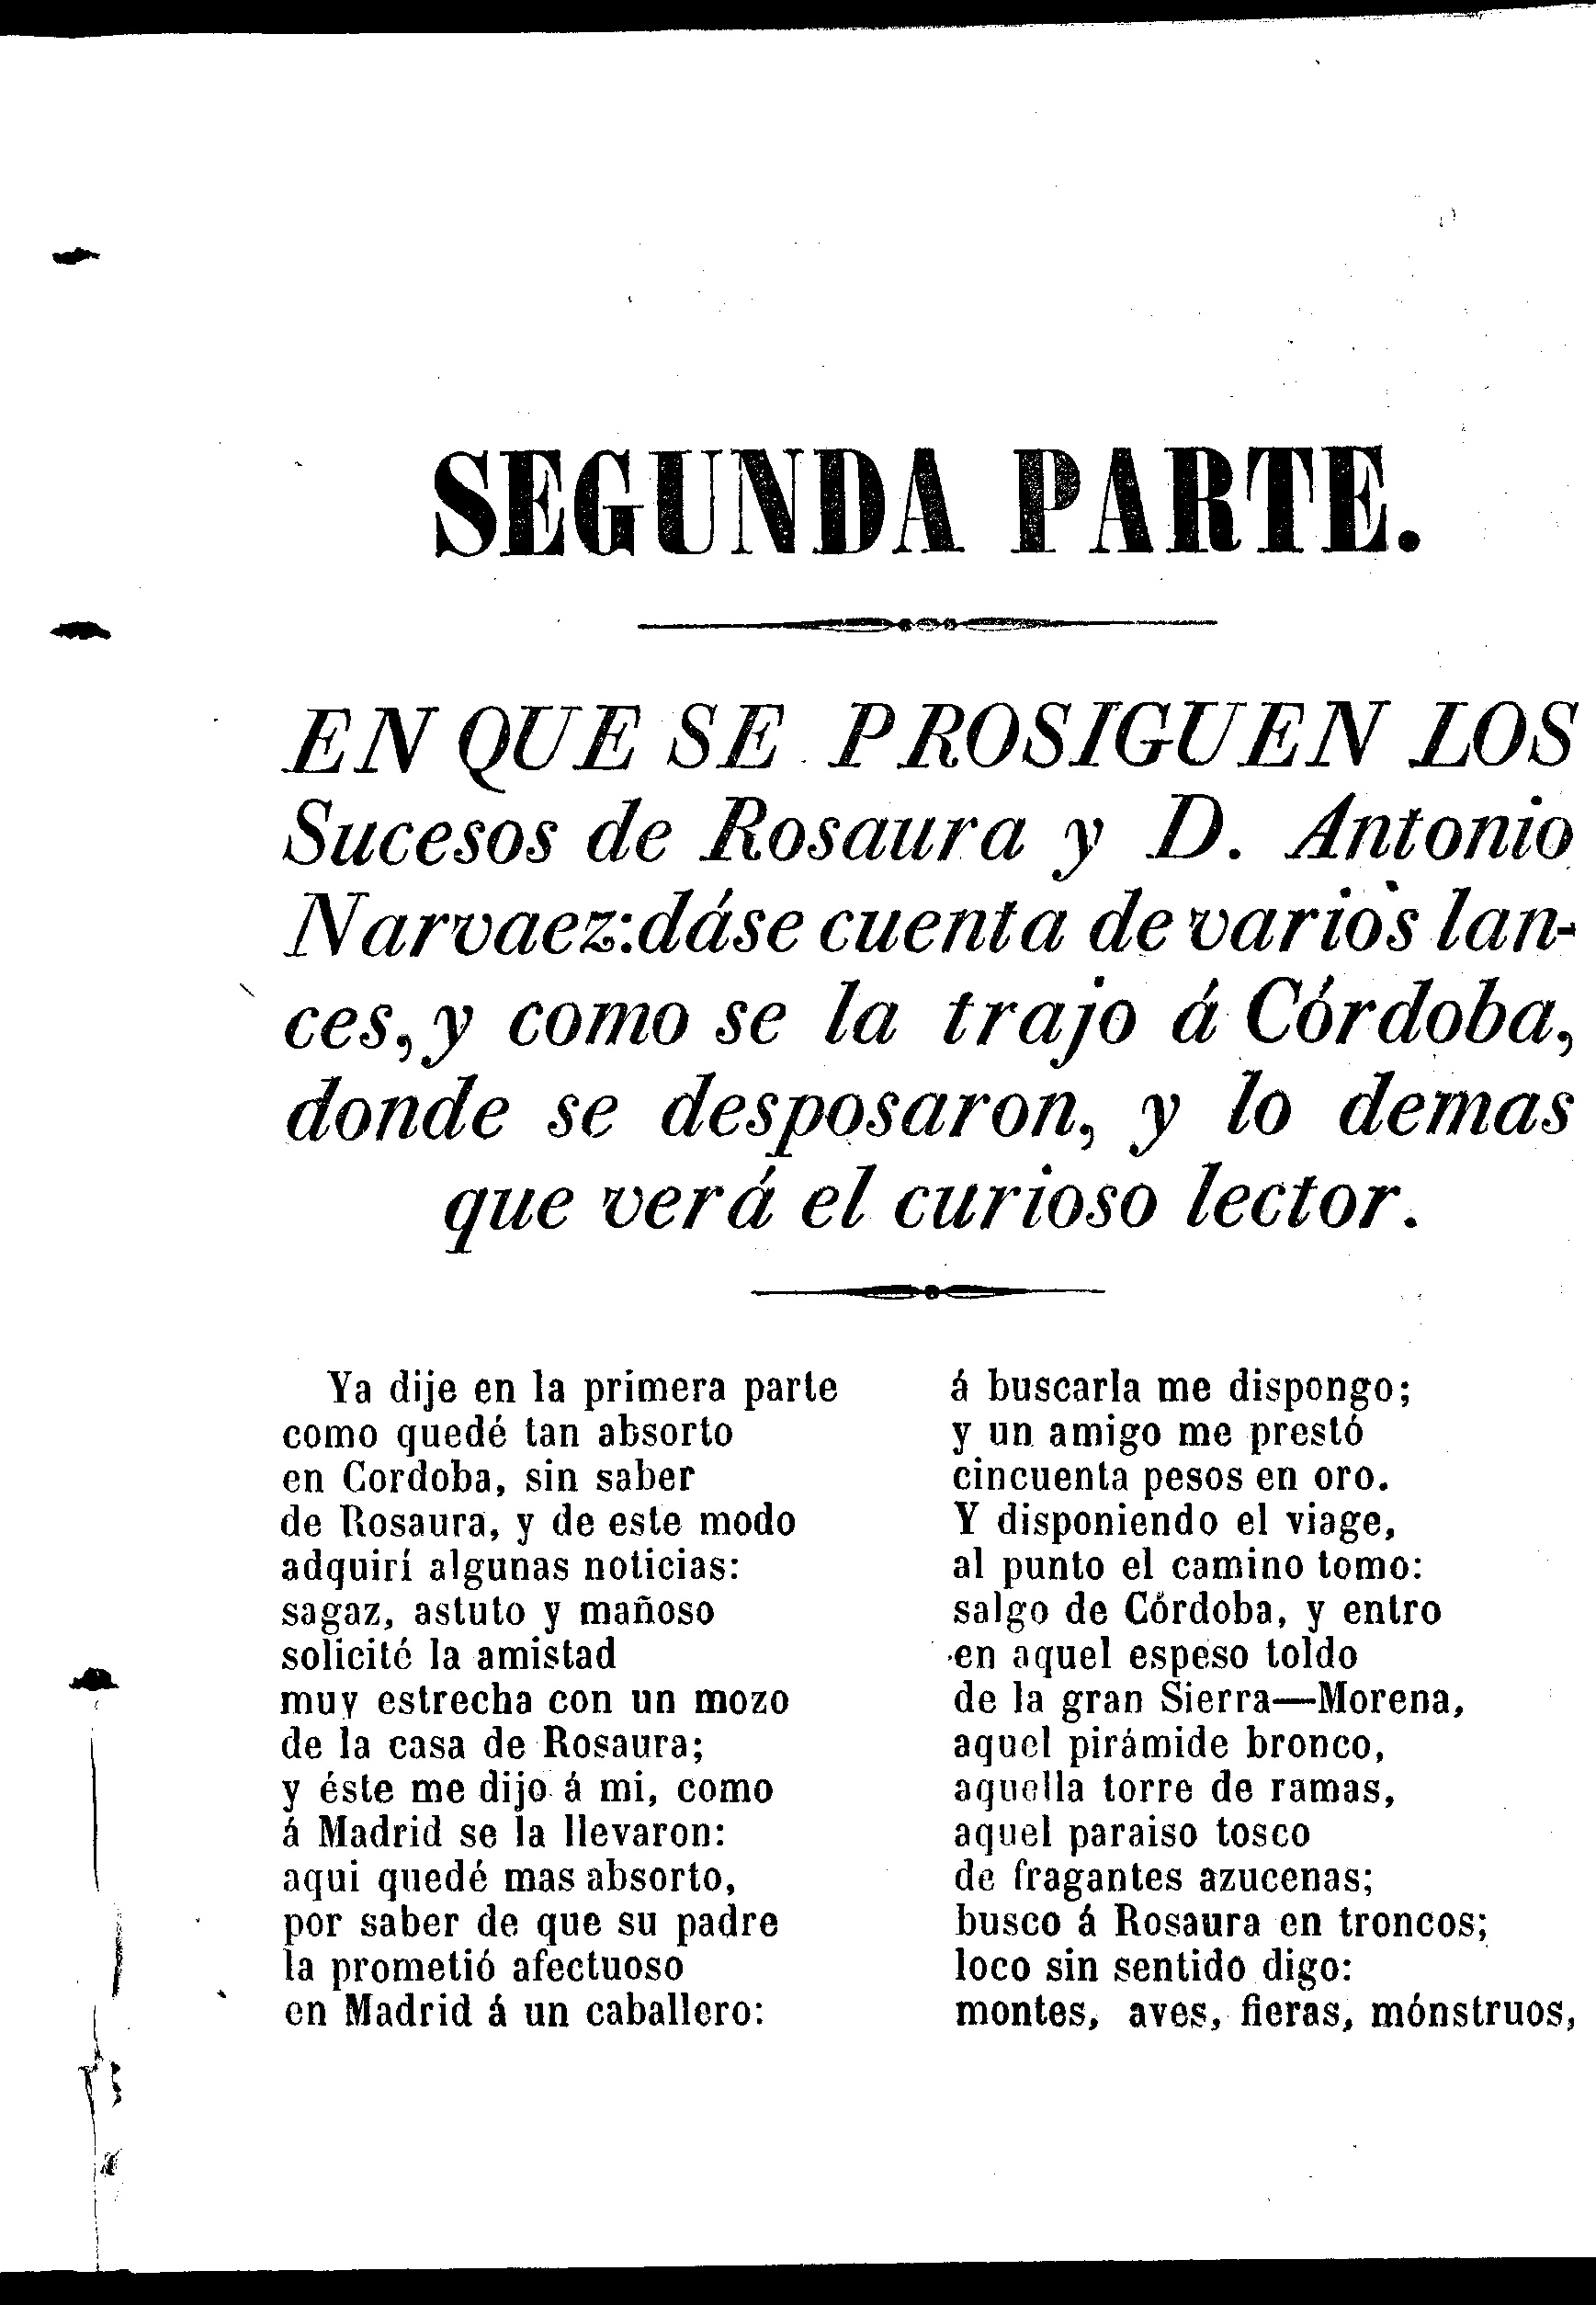 SEGUNDA PARTE.
EN QUE SE PROSIGUEN LOS
Sucesos de Rosaura y D. Antonio
Narvaez: dáse cuenta de varios lan-
ces, y como se la trajo á Córdoba,
donde se desposaron, y lo demas
que verá el curioso lector.
Ya dije en la primera parte
como quedé tan absorto
en Cordoba, sin saber
de Rosaura, y de este modo
adquirí algunas noticias:
sagaz, astuto y mañoso
solicité la amistad
muy estrecha con un mozo
de la casa de Rosaura;
y éste me dijo á mi, como
á Madrid se la llevaron:
aqui quedé mas absorto,
por saber de que su padre
la prometió afectuoso
en Madrid á un caballero:
á buscarla me dispongo;
y un amigo me prestó
cincuenta pesos en oro.
Y disponiendo el viage,
al punto el camino tomo:
salgo de Córdoba, y entro
en aquel espeso toldo
de la gran Sierra—Morena,
aquel pirámide bronco,
aquella torre de ramas,
aquel paraiso tosco
de fragantes azucenas;
busco á Rosaura en troncos;
loco sin sentido digo:
montes, aves, fieras, mónstruos,